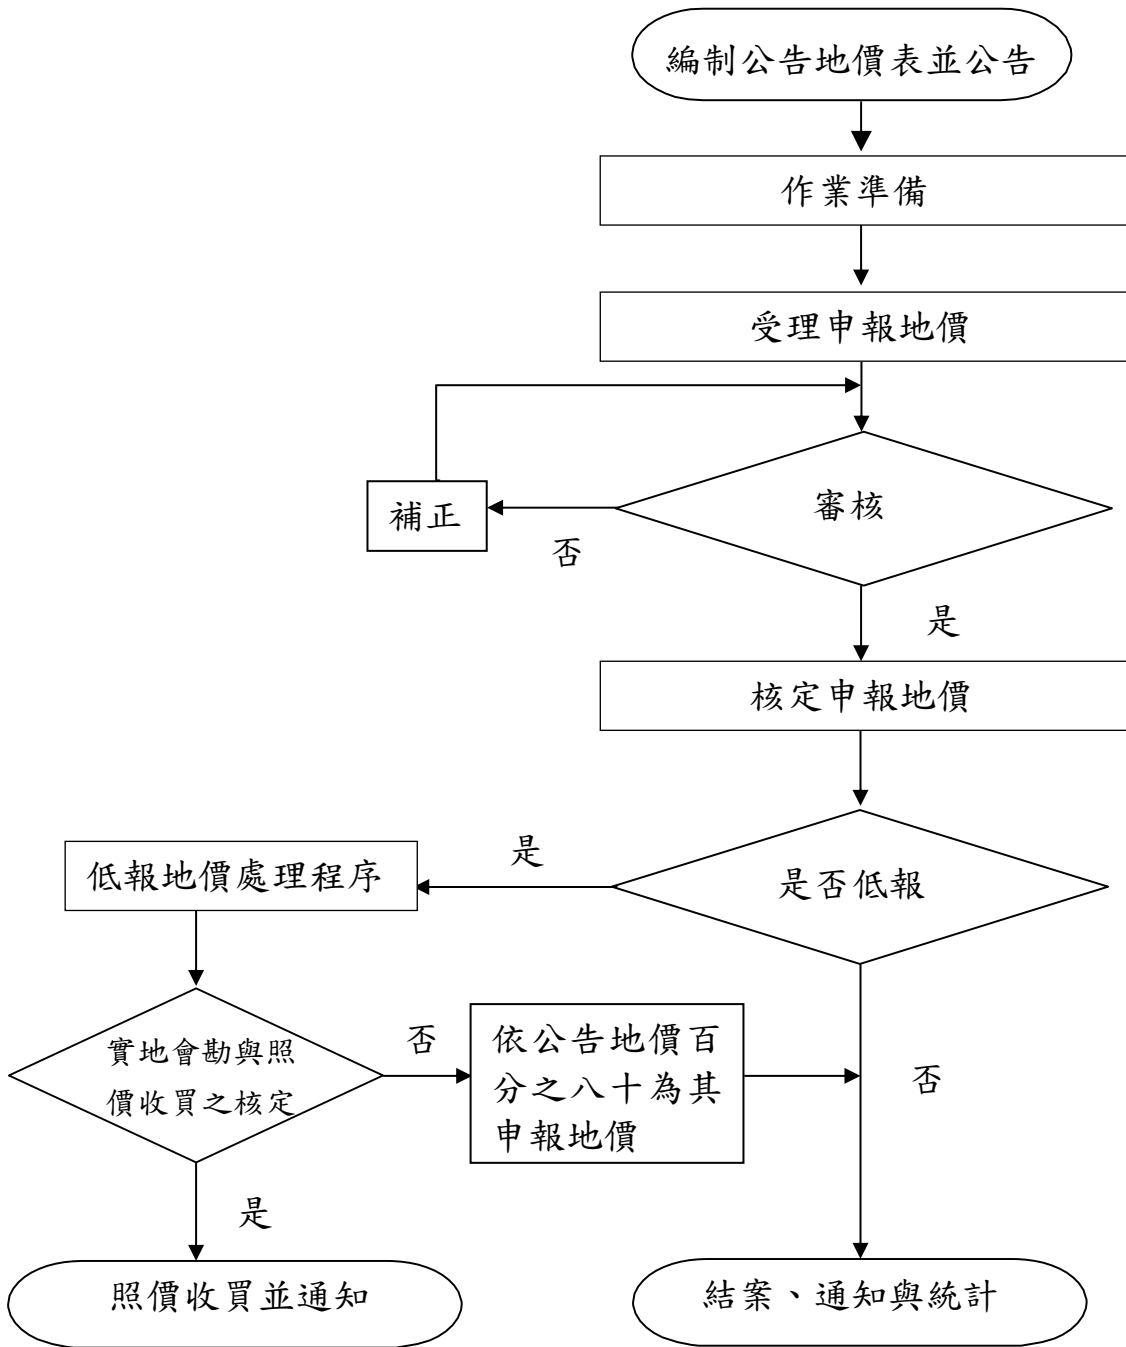 編制公告地價表並公告
作業準備
受理申報地價
審核
補正
否
是
核定申報地價
是否低報
是
低報地價處理程序
否
實地會勘與照
價收買之核定
否
依公告地價百
分之八十為其
申報地價
是
照價收買並通知
結案、通知與統計